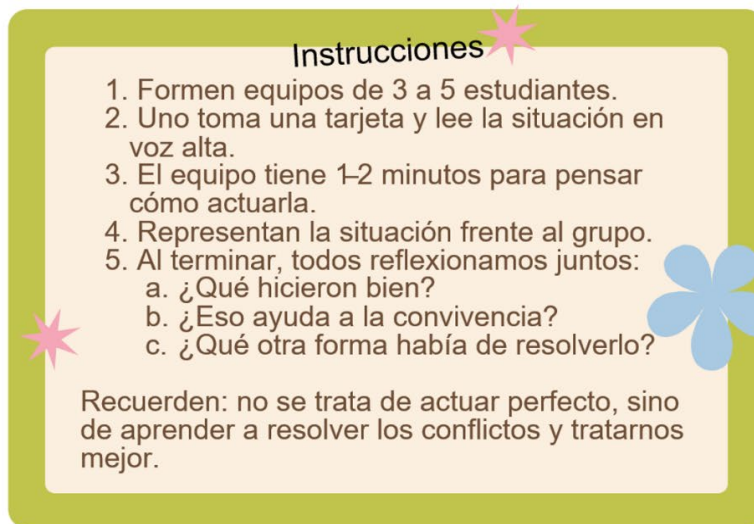 Instrucciones
1. Formen equipos de 3 a 5 estudiantes.
2. Uno toma una tarjeta y lee la situación en
voz alta.
3. El equipo tiene 1–2 minutos para pensar
cómo actuarla.
4. Representan la situación frente al grupo.
5. Al terminar, todos reflexionamos juntos:
a. ¿Qué hicieron bien?
b. ¿Eso ayuda a la convivencia?
c. ¿Qué otra forma había de resolverlo?
Recuerden: no se trata de actuar perfecto, sino
de aprender a resolver los conflictos y tratarnos
mejor.